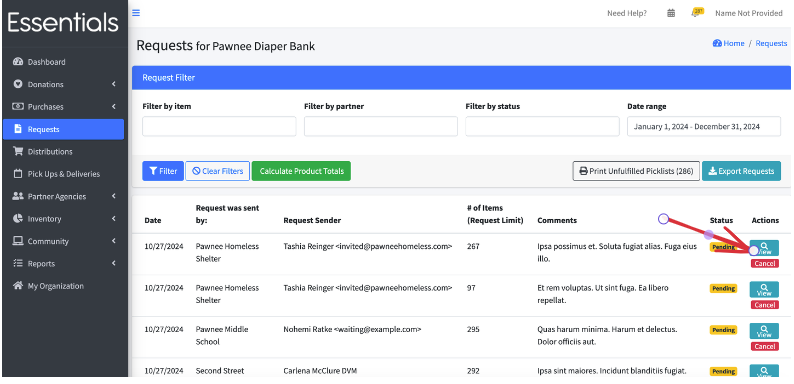 Essentials
Need Help?
287
Name Not Provided
Dashboard
Donations
Purchases
Requests
Distributions
Pick Ups & Deliveries
Partner Agencies
Inventory
Community
Reports
My Organization
Requests for Pawnee Diaper Bank
Home / Requests
Request Filter
Filter by item
Filter by partner
Filter by status
Date range
January 1, 2024 - December 31, 2024
Filter
Clear Filters
Calculate Product Totals
Print Unfulfilled Picklists (286)
Export Requests
Date
Request was sent
by:
Request Sender
# of Items
(Request Limit)
Comments
Status
Actions
10/27/2024
Pawnee Homeless
Shelter
Tashia Reinger <invited@pawneehomeless.com>
267
Ipsa possimus et. Soluta fugiat alias. Fuga eius
illo.
Pending
View
Cancel
10/27/2024
Pawnee Homeless
Shelter
Tashia Reinger <invited@pawneehomeless.com>
97
Et rem voluptas. Ut sint fuga. Ea libero
repellat.
Pending
View
Cancel
10/27/2024
Pawnee Middle
School
Nohemi Ratke <waiting@example.com>
295
Quas harum minima. Harum et delectus.
Dolor officiis aut.
Pending
View
Cancel
10/27/2024
Second Street
Carlena McClure DVM
292
Ipsa sint maiores. Incidunt blanditiis fugiat.
Pending
View